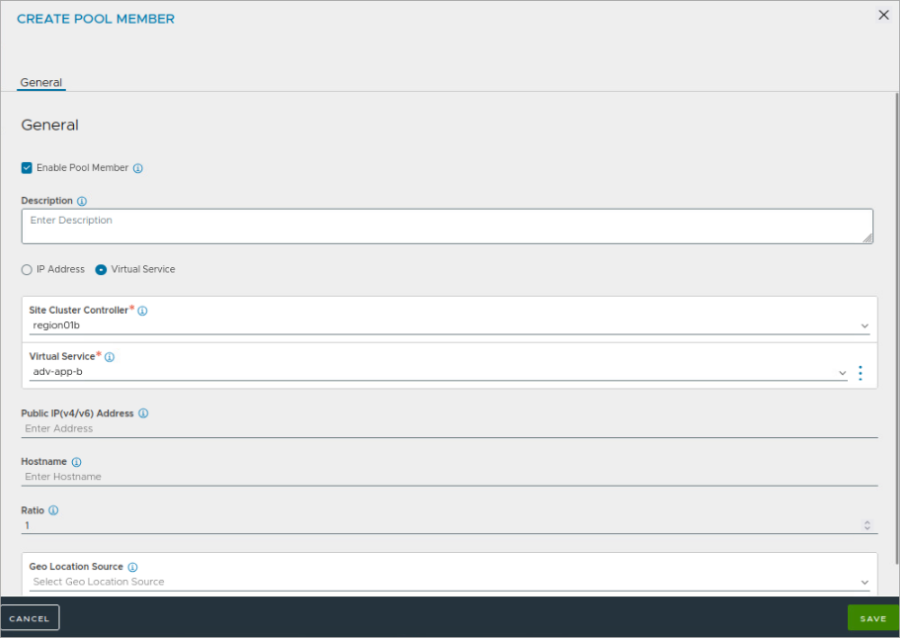 CREATE POOL MEMBER
General
General
Enable Pool Member
Description
Enter Description
IP Address Virtual Service
Site Cluster Controller*
region01b
Virtual Service*
adv-app-b
Public IP(v4/v6) Address
Enter Address
Hostname
Enter Hostname
Ratio
1
Geo Location Source
Select Geo Location Source
CANCEL SAVE